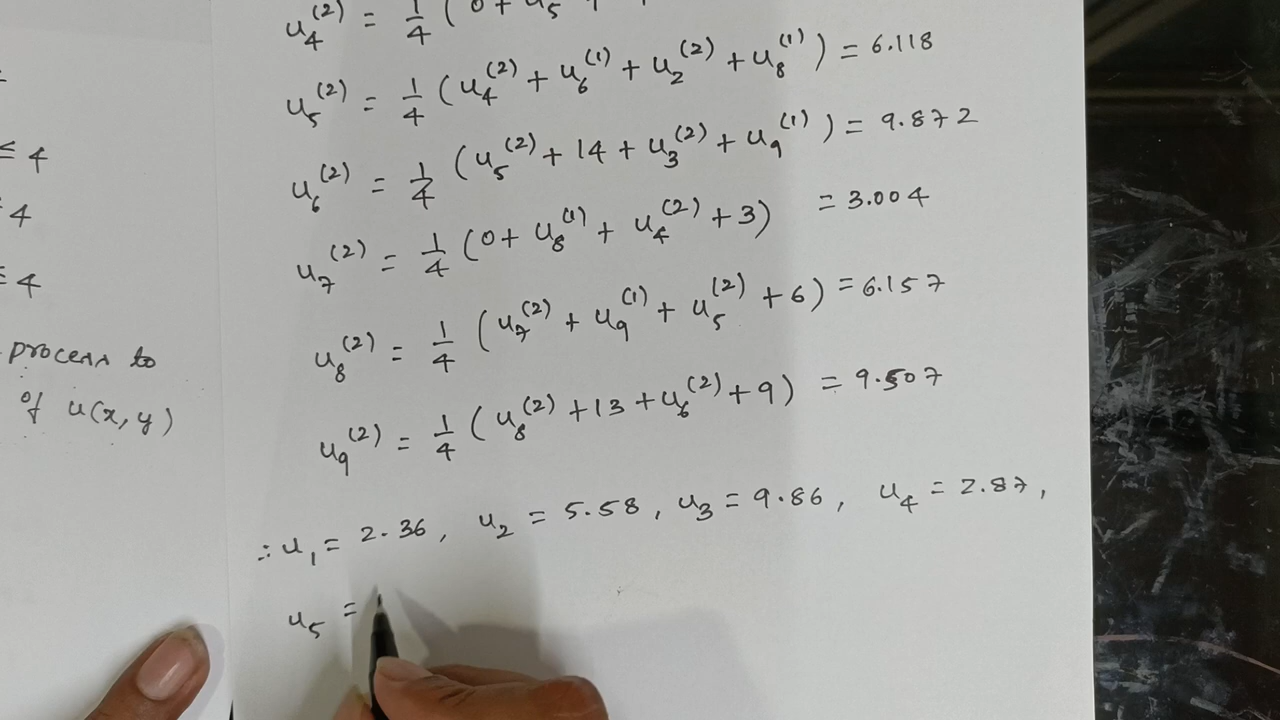 u₄⁽²⁾ = 1/4 ( 0 + u₅
u₅⁽²⁾ = 1/4 ( u₄⁽²⁾ + u₆⁽¹⁾ + u₂⁽²⁾ + u₈⁽¹⁾ ) = 6.118
≤ 4
u₆⁽²⁾ = 1/4 ( u₅⁽²⁾ + 14 + u₃⁽²⁾ + u₉⁽¹⁾ ) = 9.872
4
u₇⁽²⁾ = 1/4 ( 0 + u₈⁽¹⁾ + u₄⁽²⁾ + 3 ) = 3.004
≤ 4
u₈⁽²⁾ = 1/4 ( u₇⁽²⁾ + u₉⁽¹⁾ + u₅⁽²⁾ + 6 ) = 6.157
process to
of u(x, y)
u₉⁽²⁾ = 1/4 ( u₈⁽²⁾ + 13 + u₆⁽²⁾ + 9 ) = 9.507
∴ u₁ = 2.36, u₂ = 5.58, u₃ = 9.86, u₄ = 2.87,
u₅ =